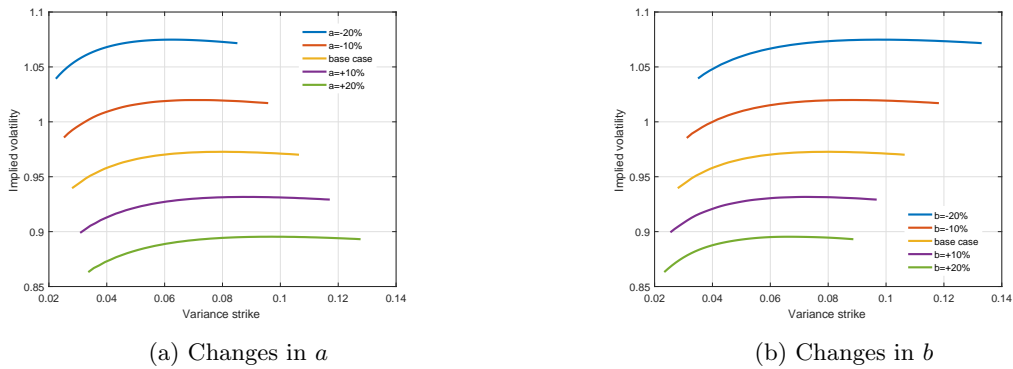 1.1
1.05
1
0.95
0.9
0.85
Implied volatility
0.02
0.04
0.06
0.08
0.1
0.12
0.14
Variance strike
a=-20%
a=-10%
base case
a=+10%
a=+20%
(a) Changes in a
1.1
1.05
1
0.95
0.9
0.85
Implied volatility
0.02
0.04
0.06
0.08
0.1
0.12
0.14
Variance strike
b=-20%
b=-10%
base case
b=+10%
b=+20%
(b) Changes in b